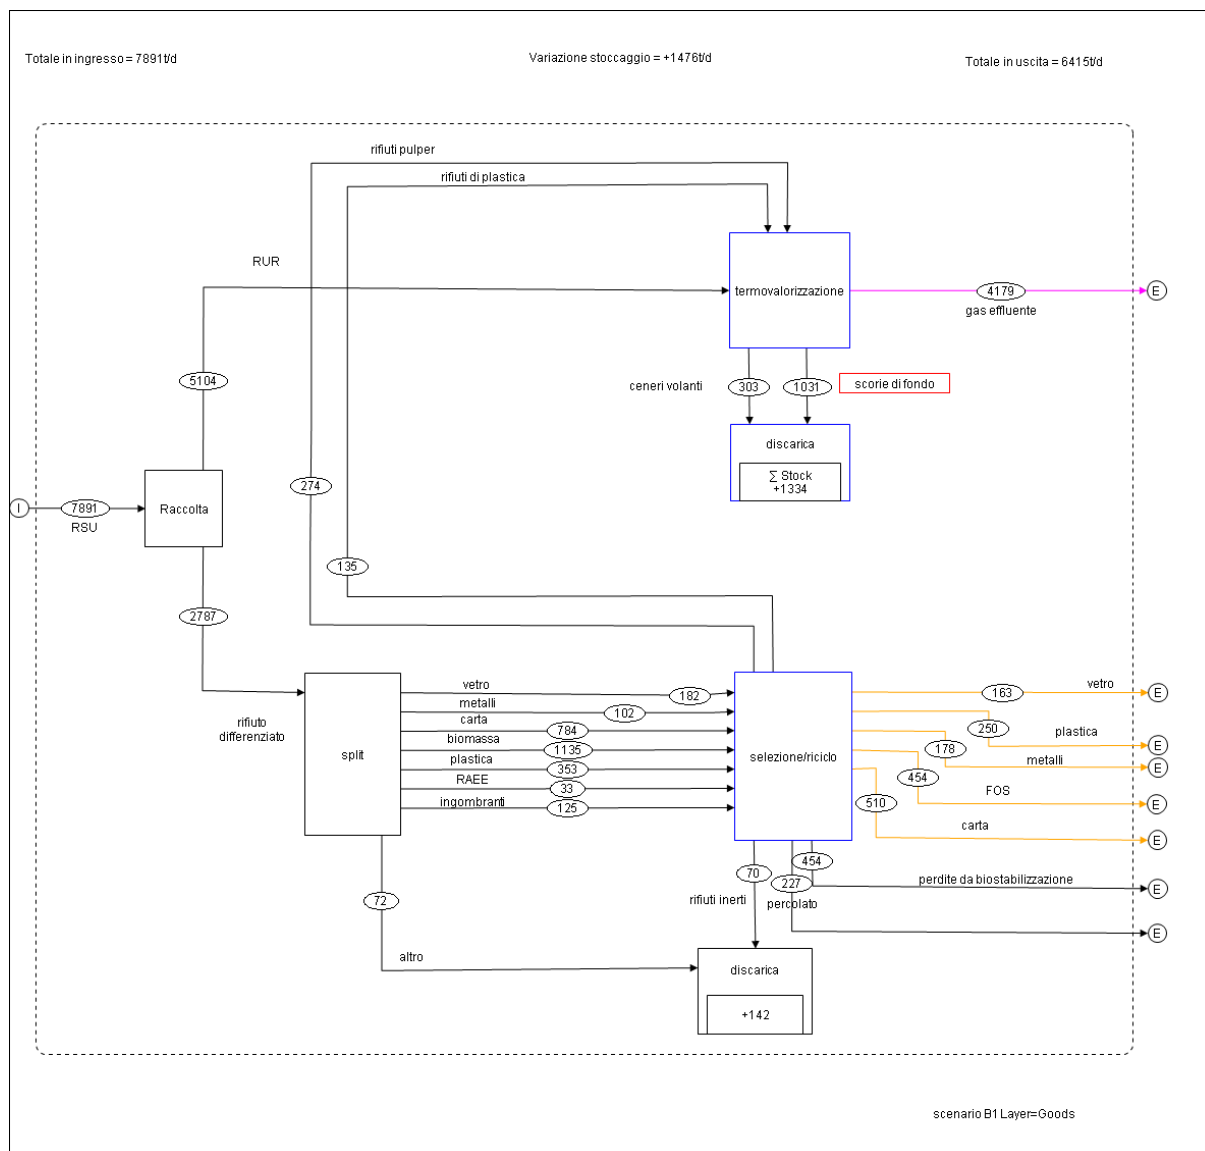 Totale in ingresso = 7891t/d
Variazione stoccaggio = +1476t/d
Totale in uscita = 6415t/d
rifiuti pulper
rifiuti di plastica
RUR
termovalorizzazione
4179
E
gas effluente
5104
ceneri volanti
303
1031
scorie di fondo
discarica
∑ Stock
+1334
274
I
7891
RSU
Raccolta
135
2787
vetro
182
metalli
102
carta
784
biomassa
1135
plastica
353
RAEE
33
ingombranti
125
rifiuto
differenziato
split
selezione/riciclo
163
vetro
E
250
plastica
E
178
metalli
E
454
FOS
E
510
carta
E
454
perdite da biostabilizzazione
E
70
227
rifiuti inerti
percolato
E
72
altro
discarica
+142
scenario B1 Layer=Goods